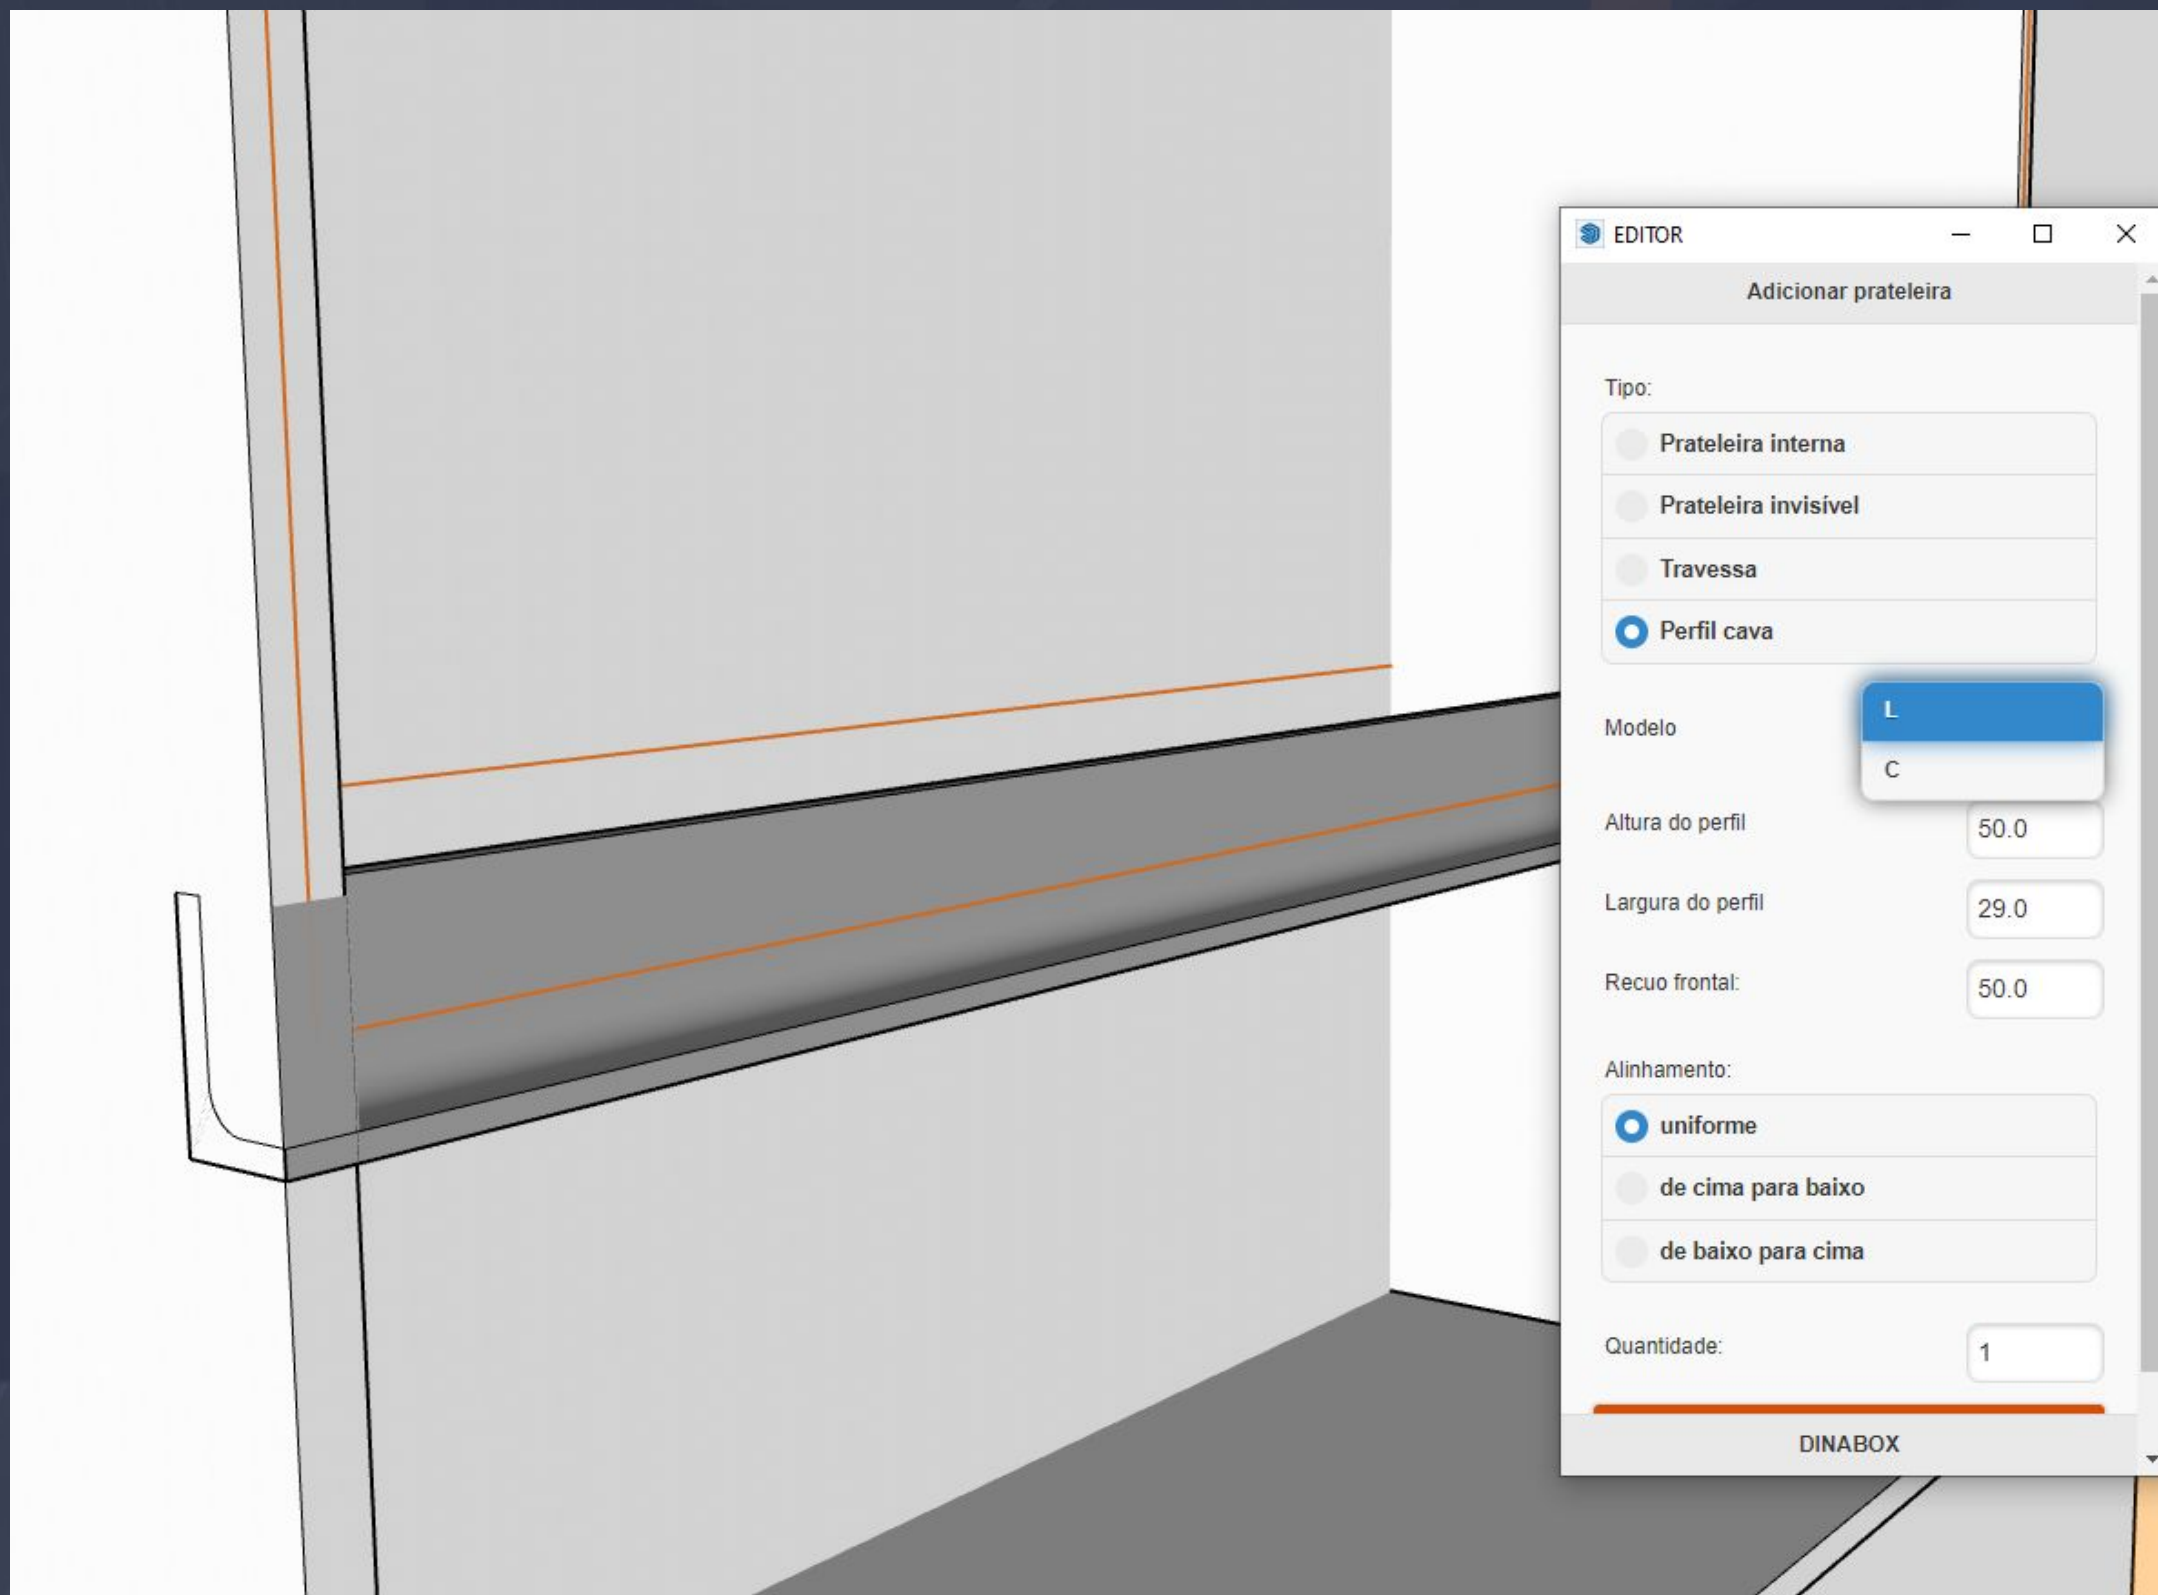 EDITOR
Adicionar prateleira
Tipo:
Prateleira interna
Prateleira invisível
Travessa
Perfil cava
Modelo
L
C
Altura do perfil 50.0
Largura do perfil 29.0
Recuo frontal: 50.0
Alinhamento:
uniforme
de cima para baixo
de baixo para cima
Quantidade: 1
DINABOX